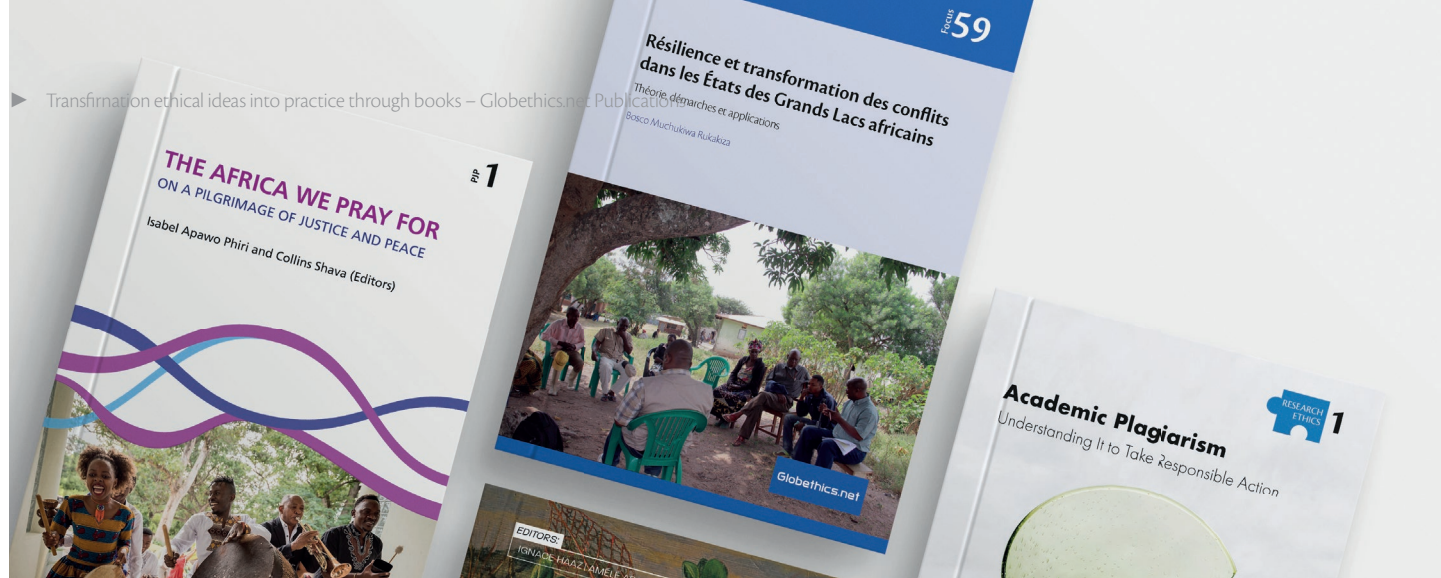 Transfirnation ethical ideas into practice through books – Globethics.net Publications
THE AFRICA WE PRAY FOR
ON A PILGRIMAGE OF JUSTICE AND PEACE
Isabel Apawo Phiri and Collins Shava (Editors)
PJP 1
Focus 59
Résilience et transformation des conflits
dans les États des Grands Lacs africains
Théorie, démarches et applications
Bosco Muchukiwa Rukakiza
Globethics.net
EDITORS:
IGNACE HAAZ | AMÉLÉ
RESEARCH
ETHICS 1
Academic Plagiarism
Understanding It to Take Responsible Action